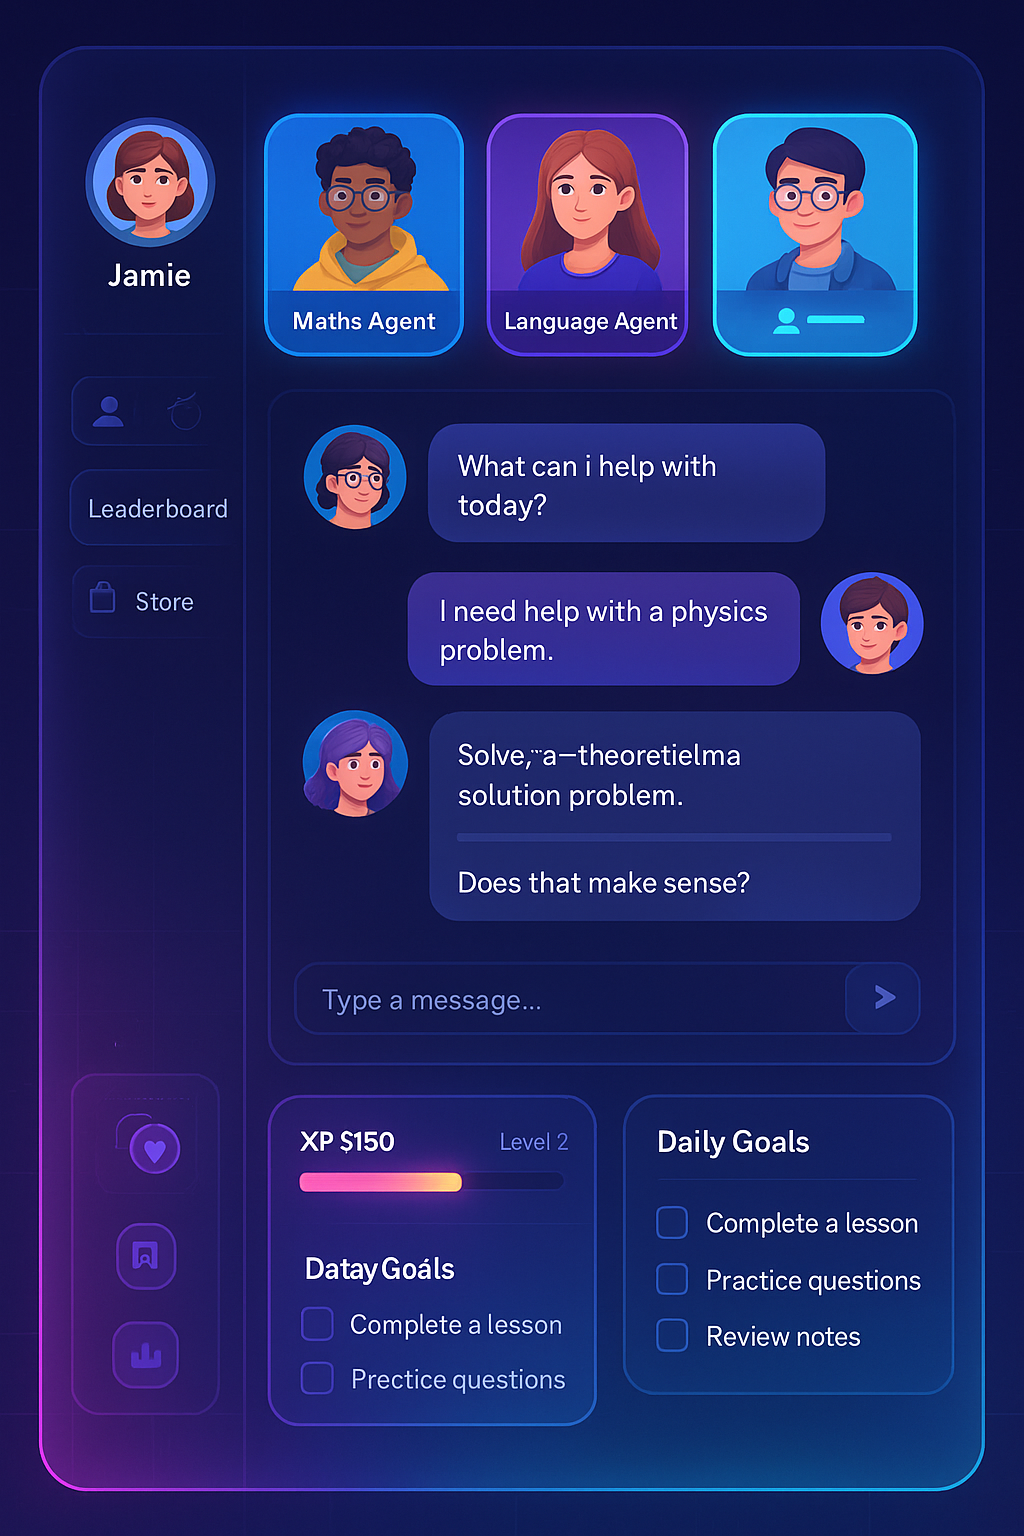 Jamie
Maths Agent
Language Agent
Leaderboard
Store
What can i help with
today?
I need help with a physics
problem.
Solve, a–theoretielma
solution problem.
Does that make sense?
Type a message...
XP $150
Level 2
Datay Goáls
Complete a lesson
Prectice questions
Daily Goals
Complete a lesson
Practice questions
Review notes